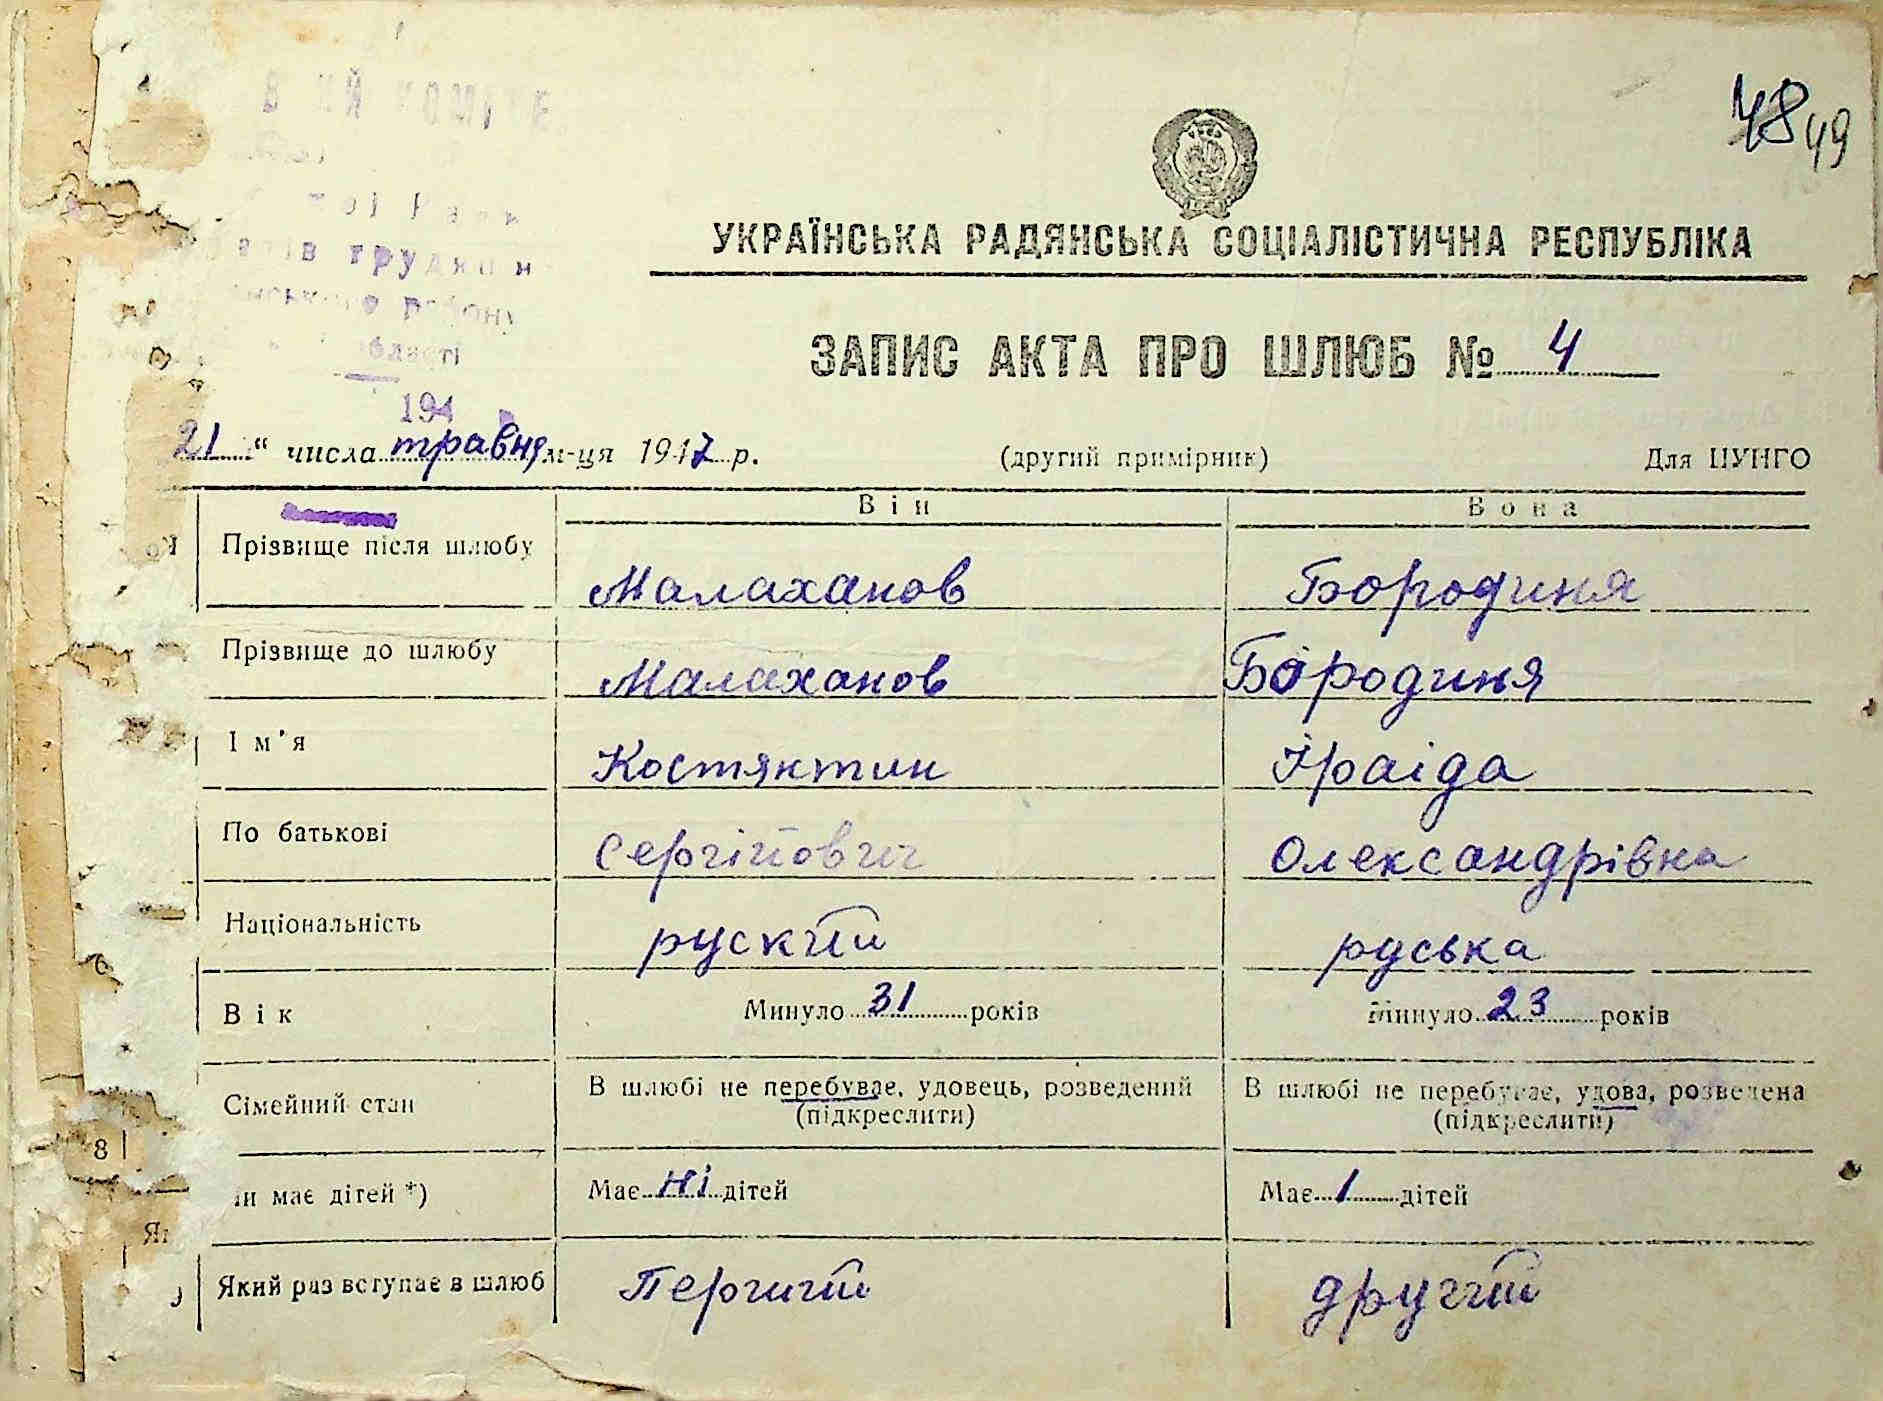 48 49
УКРАЇНСЬКА РАДЯНСЬКА СОЦІАЛІСТИЧНА РЕСПУБЛІКА
ЗАПИС АКТА ПРО ШЛЮБ № 4
області
194
21 “ числа травня м-ця 1947 р. (другий примірник) Для ЦУНГО
Він Вона
Прізвище після шлюбу Малаханов Бородиня
Прізвище до шлюбу Малаханов Бородиня
Ім'я Костянтин Іраіда
По батькові Сергійович Олександрівна
Національність руский руська
Вік Минуло 31 років Минуло 23 років
Сімейний стан В шлюбі не перебуває, удовець, розведений В шлюбі не перебуває, удова, розведена
(підкреслити) (підкреслити)
має дітей *) Має ні дітей Має 1 дітей
8
Який раз вступає в шлюб Перший другий